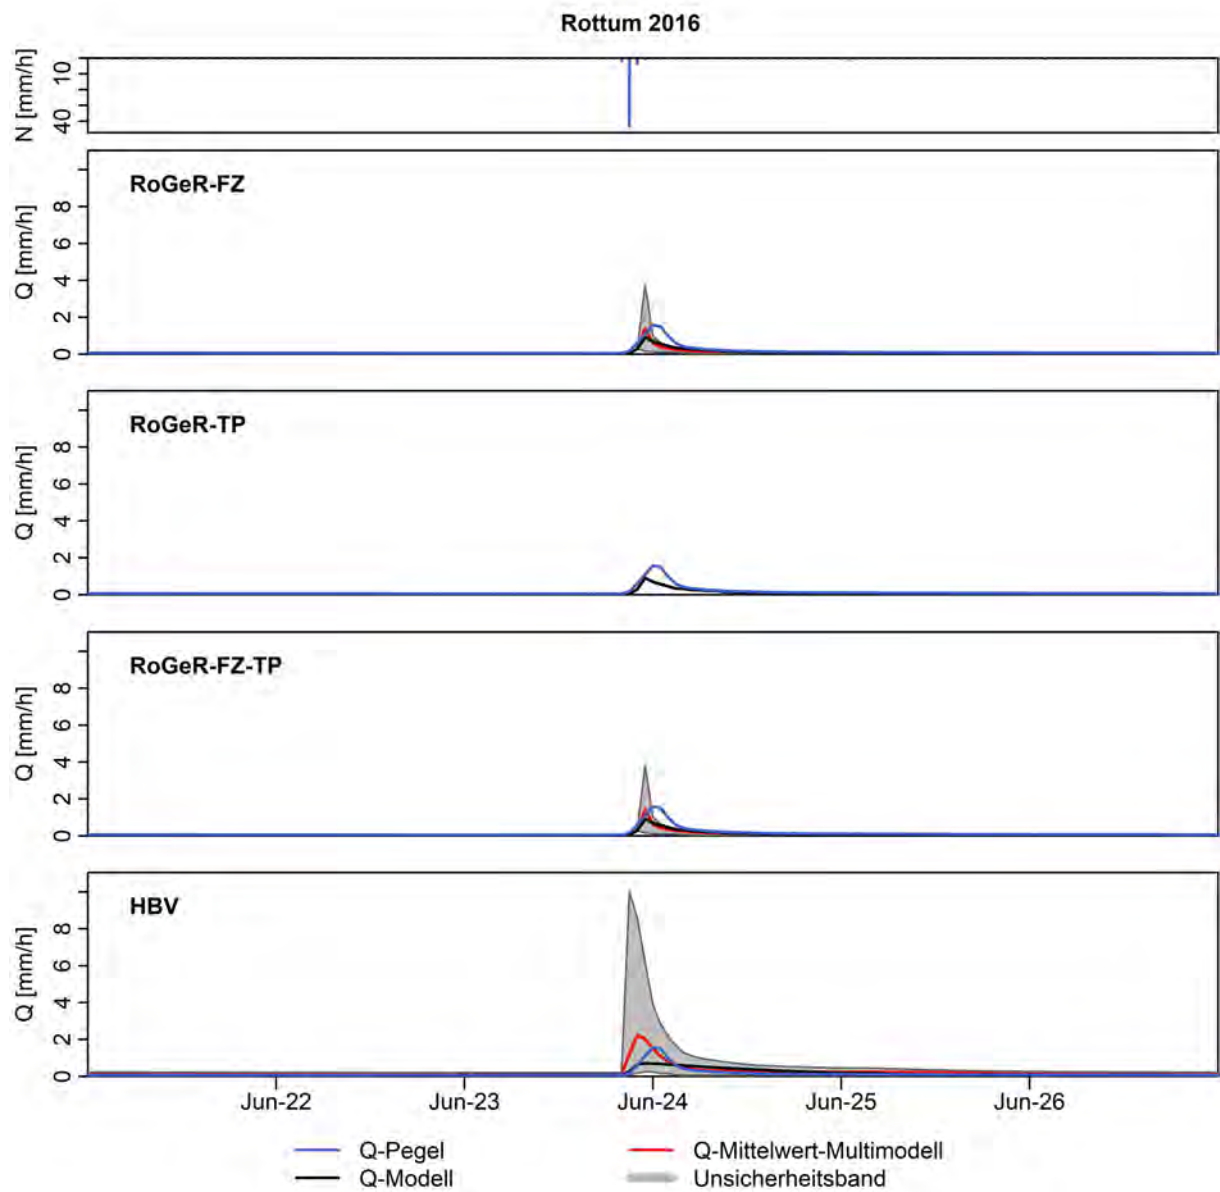 Rottum 2016
N [mm/h]
10
40
RoGeR-FZ
Q [mm/h]
8
6
4
2
0
RoGeR-TP
Q [mm/h]
8
6
4
2
0
RoGeR-FZ-TP
Q [mm/h]
8
6
4
2
0
HBV
Q [mm/h]
8
6
4
2
0
Jun-22 Jun-23 Jun-24 Jun-25 Jun-26
Q-Pegel Q-Mittelwert-Multimodell
Q-Modell Unsicherheitsband